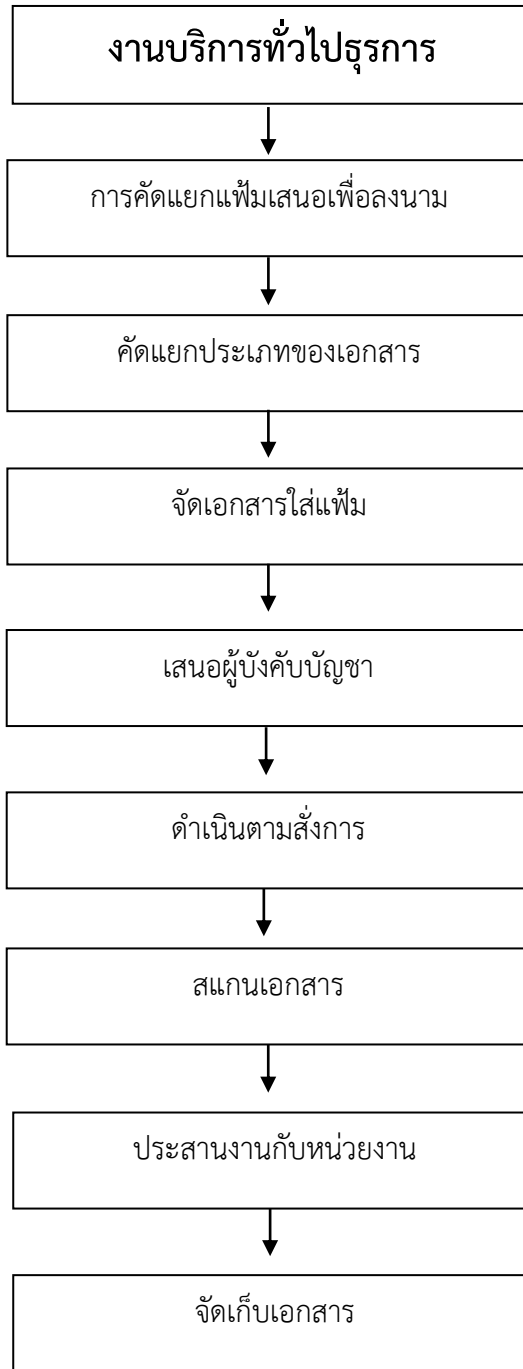 งานบริการทั่วไปธุรการ
การคัดแยกแฟ้มเสนอเพื่อลงนาม
คัดแยกประเภทของเอกสาร
จัดเอกสารใส่แฟ้ม
เสนอผู้บังคับบัญชา
ดำเนินตามสั่งการ
สแกนเอกสาร
ประสานงานกับหน่วยงาน
จัดเก็บเอกสาร